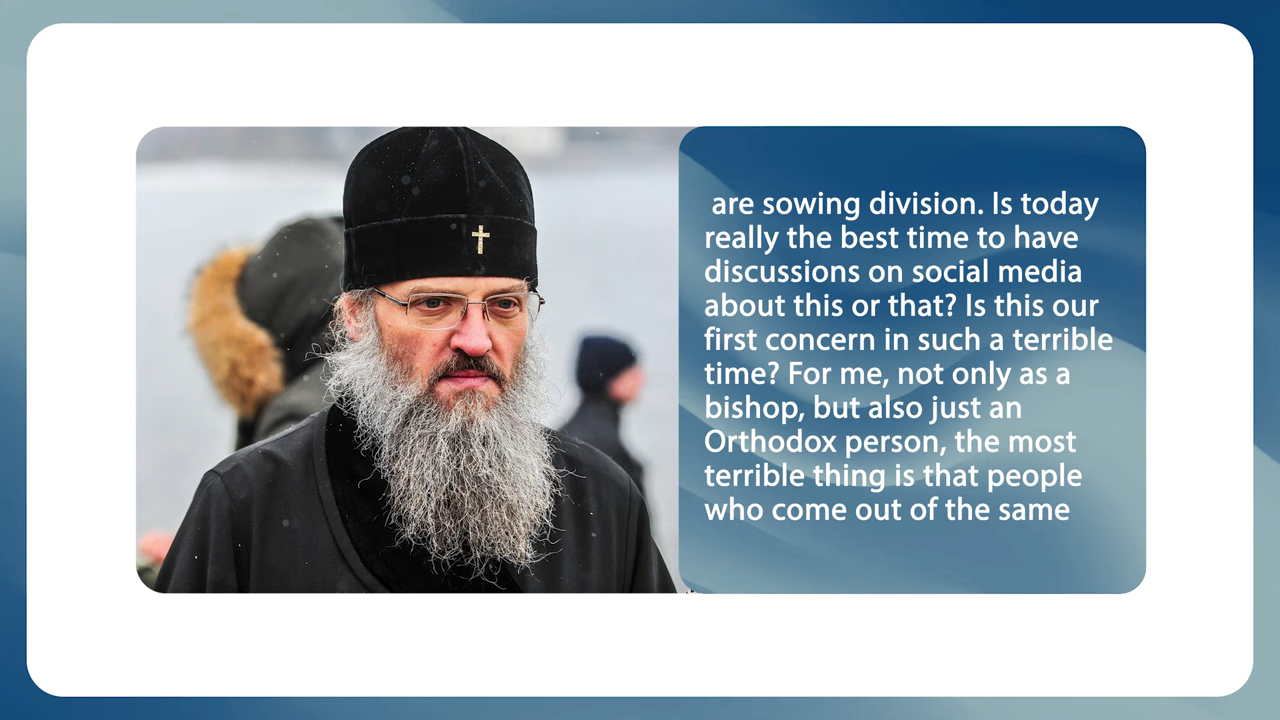 are sowing division. Is today
really the best time to have
discussions on social media
about this or that? Is this our
first concern in such a terrible
time? For me, not only as a
bishop, but also just an
Orthodox person, the most
terrible thing is that people
who come out of the same